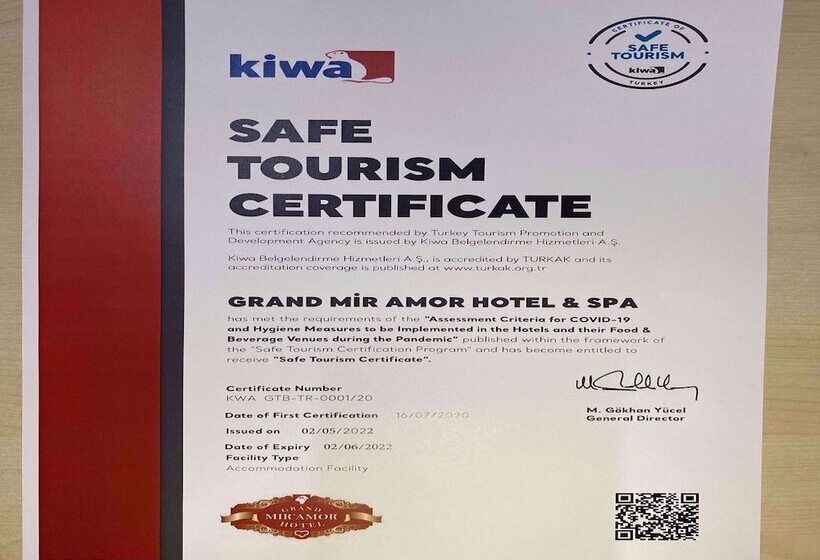 kiwa
CERTIFICATE OF
SAFE
TOURISM
kiwa
TURKEY
SAFE
TOURISM
CERTIFICATE
This certification recommended by Turkey Tourism Promotion and
Development Agency is issued by Kiwa Belgelendirme Hizmetleri A.Ş.
Kiwa Belgelendirme Hizmetleri A.Ş., is accredited by TURKAK and its
accreditation coverage is published at www.turkak.org.tr
GRAND MİR AMOR HOTEL & SPA
has met the requirements of the "Assessment Criteria for COVID-19
and Hygiene Measures to be Implemented in the Hotels and their Food &
Beverage Venues during the Pandemic" published within the framework of
the "Safe Tourism Certification Program" and has become entitled to
receive "Safe Tourism Certificate".
Certificate Number
KWA GTB-TR-0001/20
Date of First Certification 16/07/2020
Issued on 02/05/2022
Date of Expiry 02/06/2022
Facility Type
Accommodation Facility
M. Gökhan Yücel
General Director
GRAND
MIR'AMOR
HOTEL